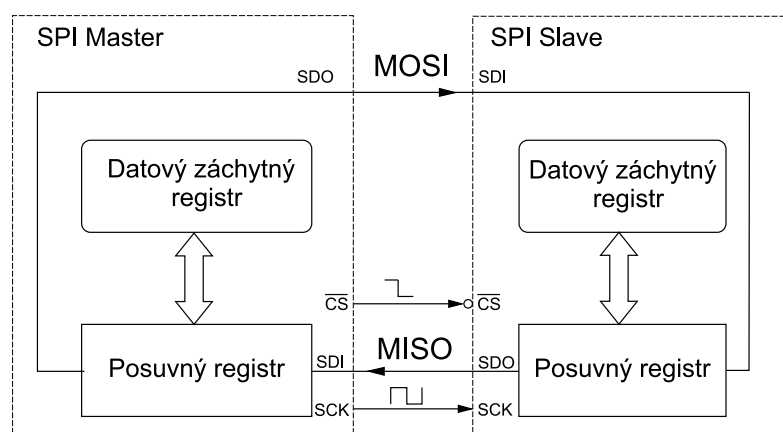 SPI Master
SPI Slave
SDO
MOSI
SDI
Datový záchytný
registr
Datový záchytný
registr
CS
CS
MISO
Posuvný registr
SDI
SDO
Posuvný registr
SCK
SCK